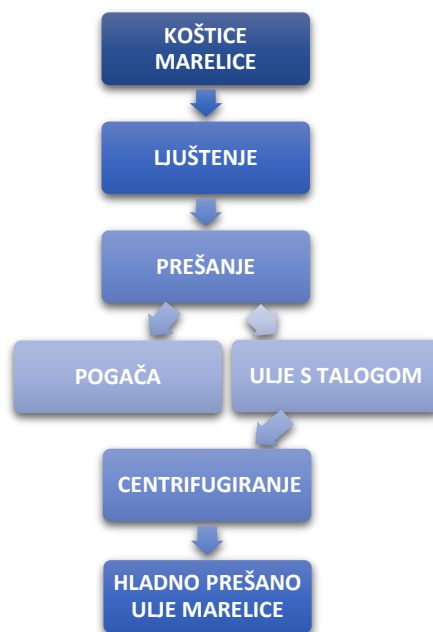 KOŠTICE
MARELICE
LJUŠTENJE
PREŠANJE
POGAČA
ULJE S TALOGOM
CENTRIFUGIRANJE
HLADNO PREŠANO
ULJE MARELICE